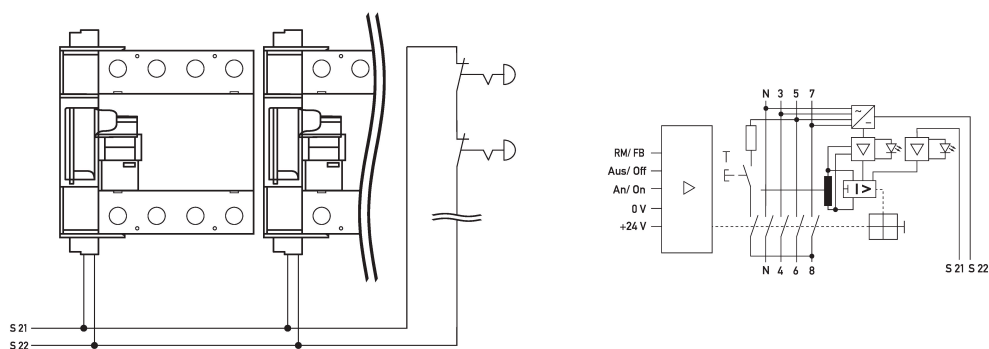 S 21
S 22
N 3 5 7
RM/ FB
Aus/ Off
An/ On
0 V
+24 V
T
I >
N 4 6 8
S 21 S 22